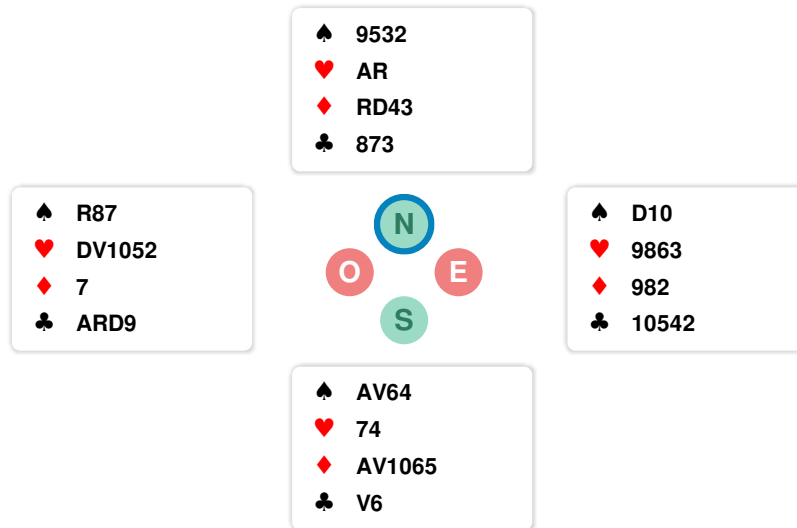 ♠ 9532
♥ AR
♦ RD43
♣ 873
♠ R87
♥ DV1052
♦ 7
♣ ARD9
N
O E
S
♠ D10
♥ 9863
♦ 982
♣ 10542
♠ AV64
♥ 74
♦ AV1065
♣ V6